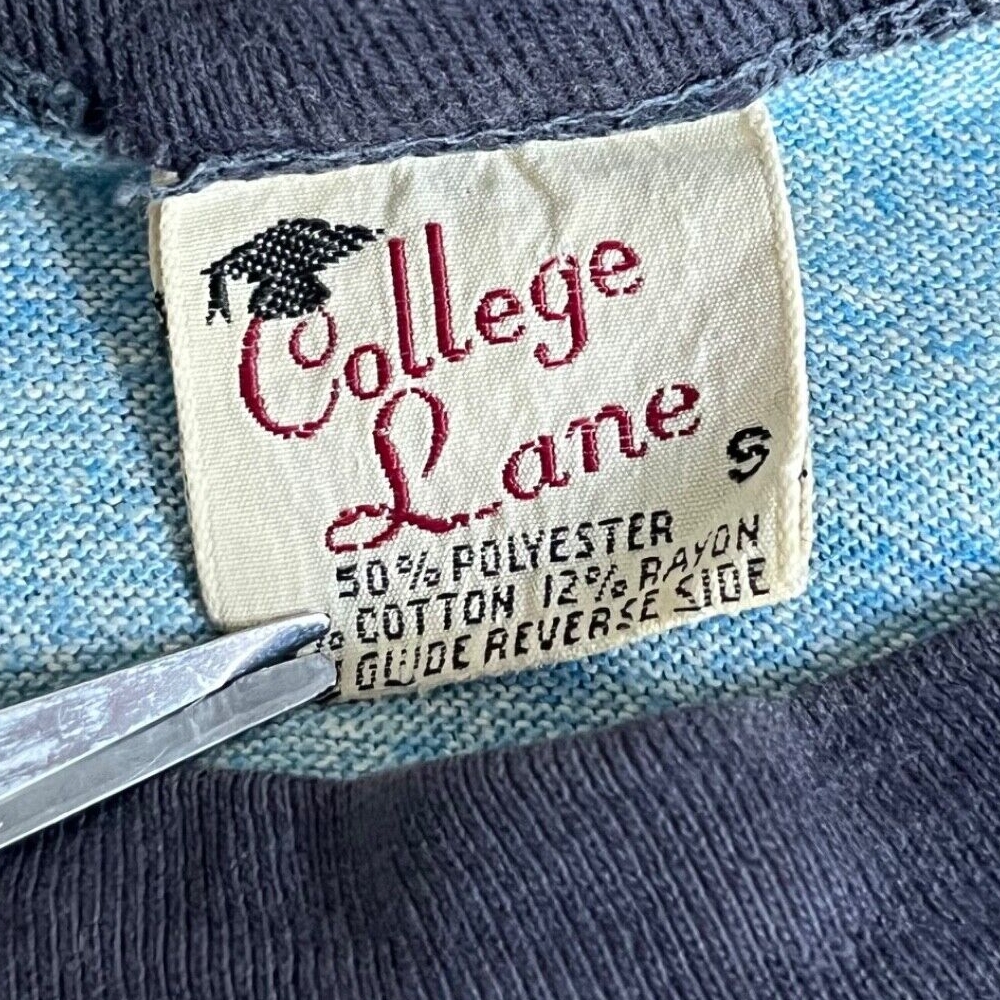 College
Lane
S
50% POLYESTER
% COTTON 12% RAYON
GUIDE REVERSE SIDE